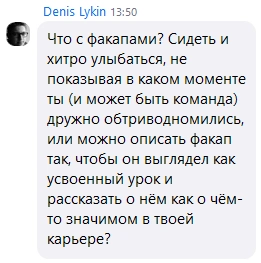 Denis Lykin 13:50
Что с факапами? Сидеть и
хитро улыбаться, не
показывая в каком моменте
ты (и может быть команда)
дружно обтриводномились,
или можно описать факап
так, чтобы он выглядел как
усвоенный урок и
рассказать о нём как о чём-
то значимом в твоей
карьере?